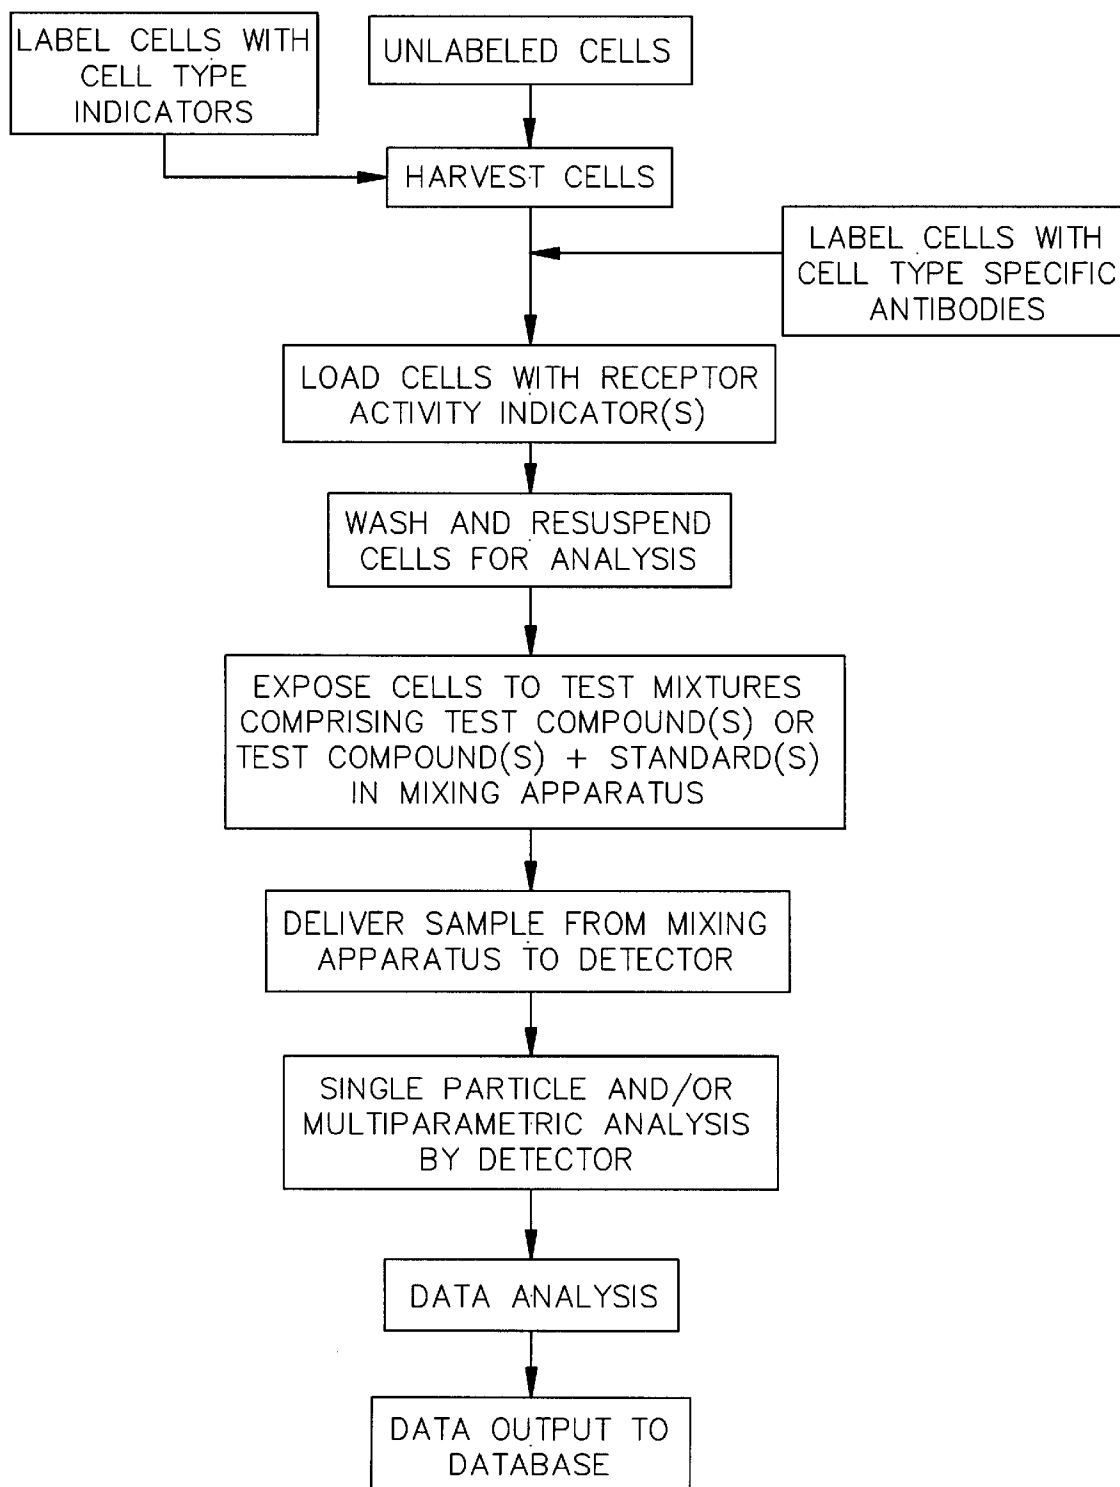 LABEL CELLS WITH
CELL TYPE
INDICATORS
UNLABELED CELLS
HARVEST CELLS
LABEL CELLS WITH
CELL TYPE SPECIFIC
ANTIBODIES
LOAD CELLS WITH RECEPTOR
ACTIVITY INDICATOR(S)
WASH AND RESUSPEND
CELLS FOR ANALYSIS
EXPOSE CELLS TO TEST MIXTURES
COMPRISING TEST COMPOUND(S) OR
TEST COMPOUND(S) + STANDARD(S)
IN MIXING APPARATUS
DELIVER SAMPLE FROM MIXING
APPARATUS TO DETECTOR
SINGLE PARTICLE AND/OR
MULTIPARAMETRIC ANALYSIS
BY DETECTOR
DATA ANALYSIS
DATA OUTPUT TO
DATABASE